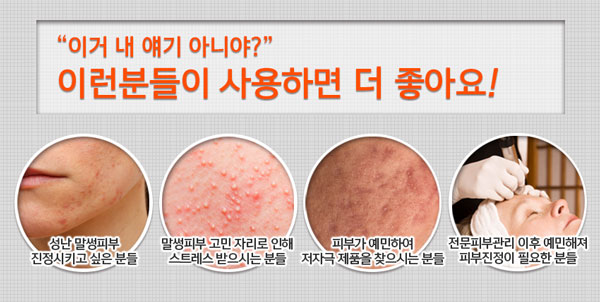 “이거 내 얘기 아니야?”
이런분들이 사용하면 더 좋아요!
성난 말썽피부
진정시키고 싶은 분들
말썽피부 고민 자리로 인해
스트레스 받으시는 분들
피부가 예민하여
저자극 제품을 찾으시는 분들
전문피부관리 이후 예민해져
피부진정이 필요한 분들